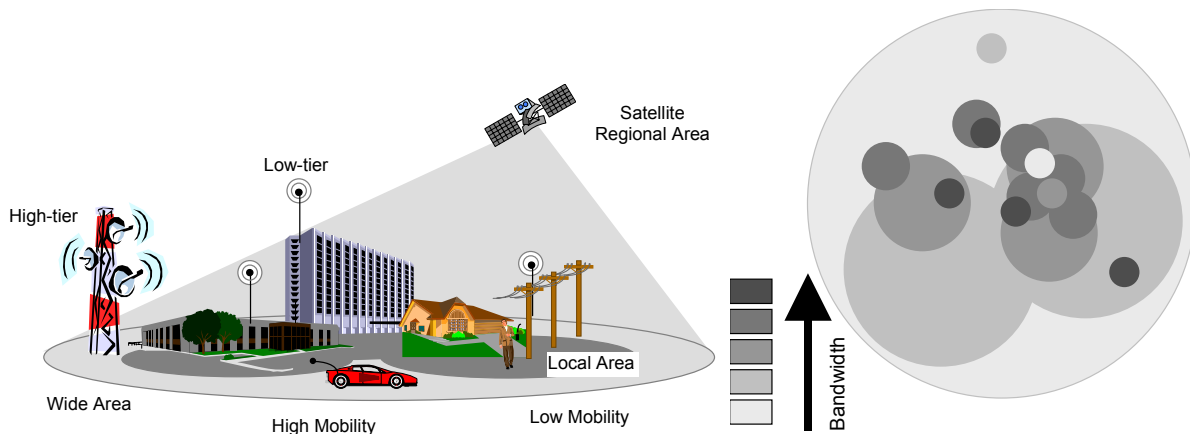 Satellite
Regional Area
Low-tier
High-tier
Local Area
Wide Area
Low Mobility
High Mobility
Bandwidth